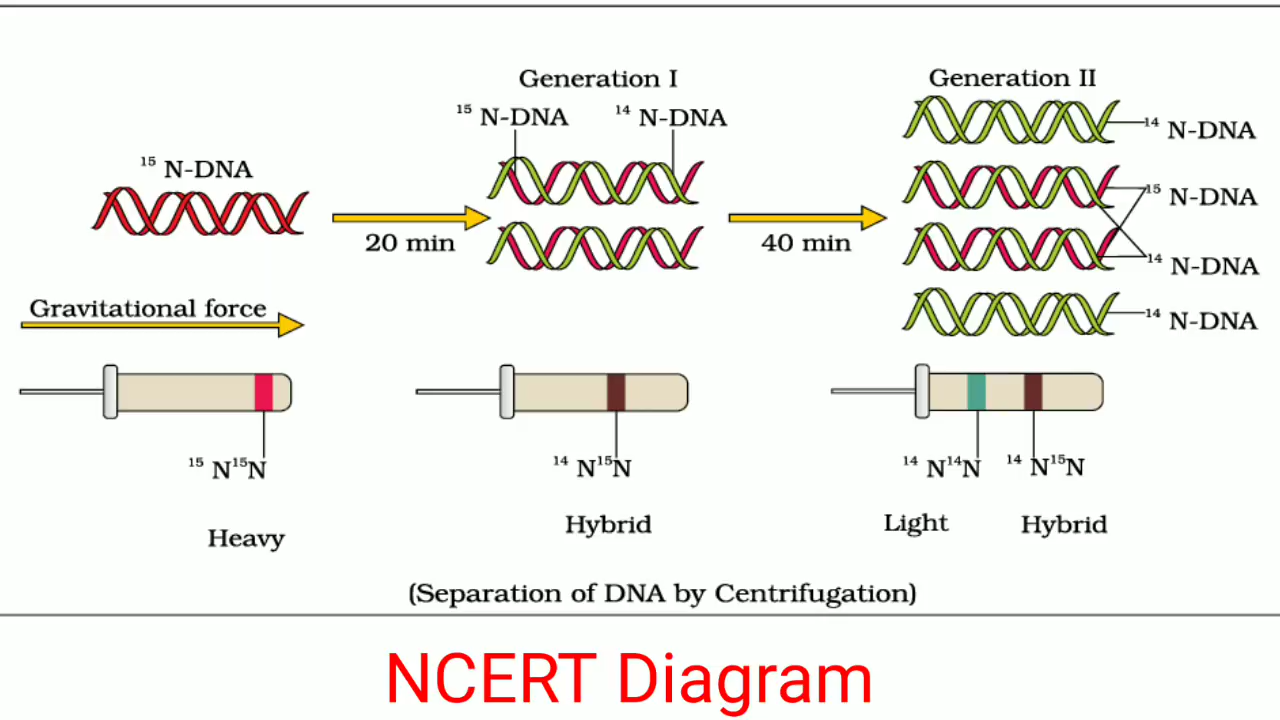 Generation I
Generation II
¹⁵ N-DNA ¹⁴ N-DNA
¹⁴ N-DNA
¹⁵ N-DNA
¹⁵ N-DNA
20 min
40 min
¹⁴ N-DNA
Gravitational force
¹⁴ N-DNA
¹⁵ N¹⁵N
¹⁴ N¹⁵N
¹⁴ N¹⁴N ¹⁴ N¹⁵N
Heavy
Hybrid
Light Hybrid
(Separation of DNA by Centrifugation)
NCERT Diagram